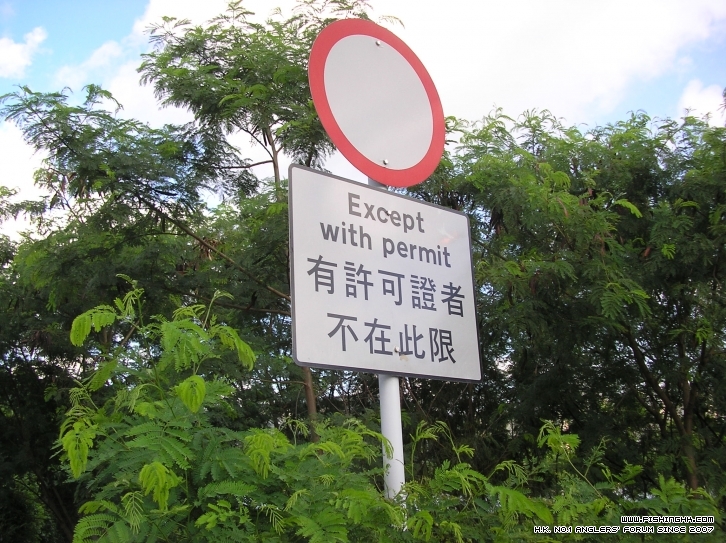 Except
with permit
有許可證者
不在此限
WWW.FISHINGHK.COM
H.K. NO.1 ANGLERS' FORUM SINCE 2007